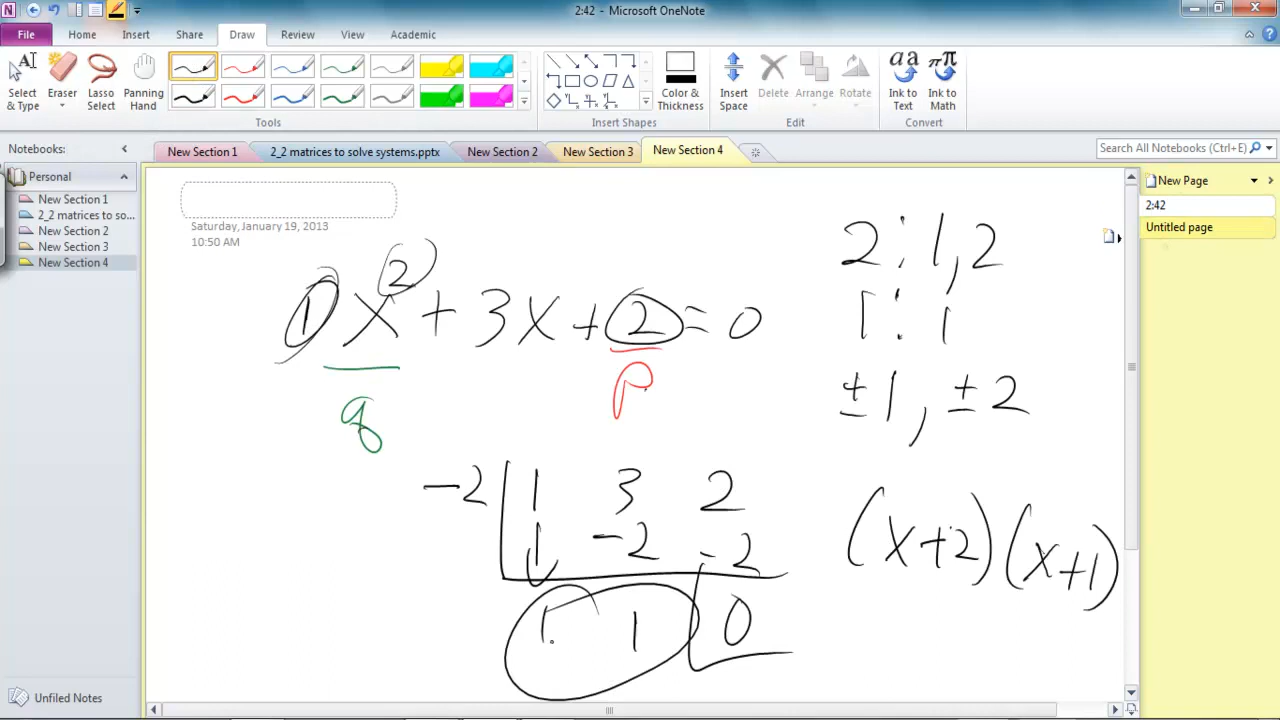 2:42 - Microsoft OneNote
File Home Insert Share Draw Review View Academic
Select & Type
Eraser
Lasso Select
Panning Hand
Color & Thickness
Insert Space
Delete
Arrange
Rotate
Ink to Text
Ink to Math
Tools Insert Shapes Edit Convert
Notebooks:
New Section 1 2_2 matrices to solve systems.pptx New Section 2 New Section 3 New Section 4
Search All Notebooks (Ctrl+E)
Personal
New Section 1
2_2 matrices to so...
New Section 2
New Section 3
New Section 4
Unfiled Notes
New Page
2:42
Untitled page
Saturday, January 19, 2013
10:50 AM
1x² + 3x + 2 = 0
q p
2 : 1, 2
1 : 1
± 1, ± 2
-2 | 1 3 2
1 -2 -2
1 1 0
(x+2)(x+1)